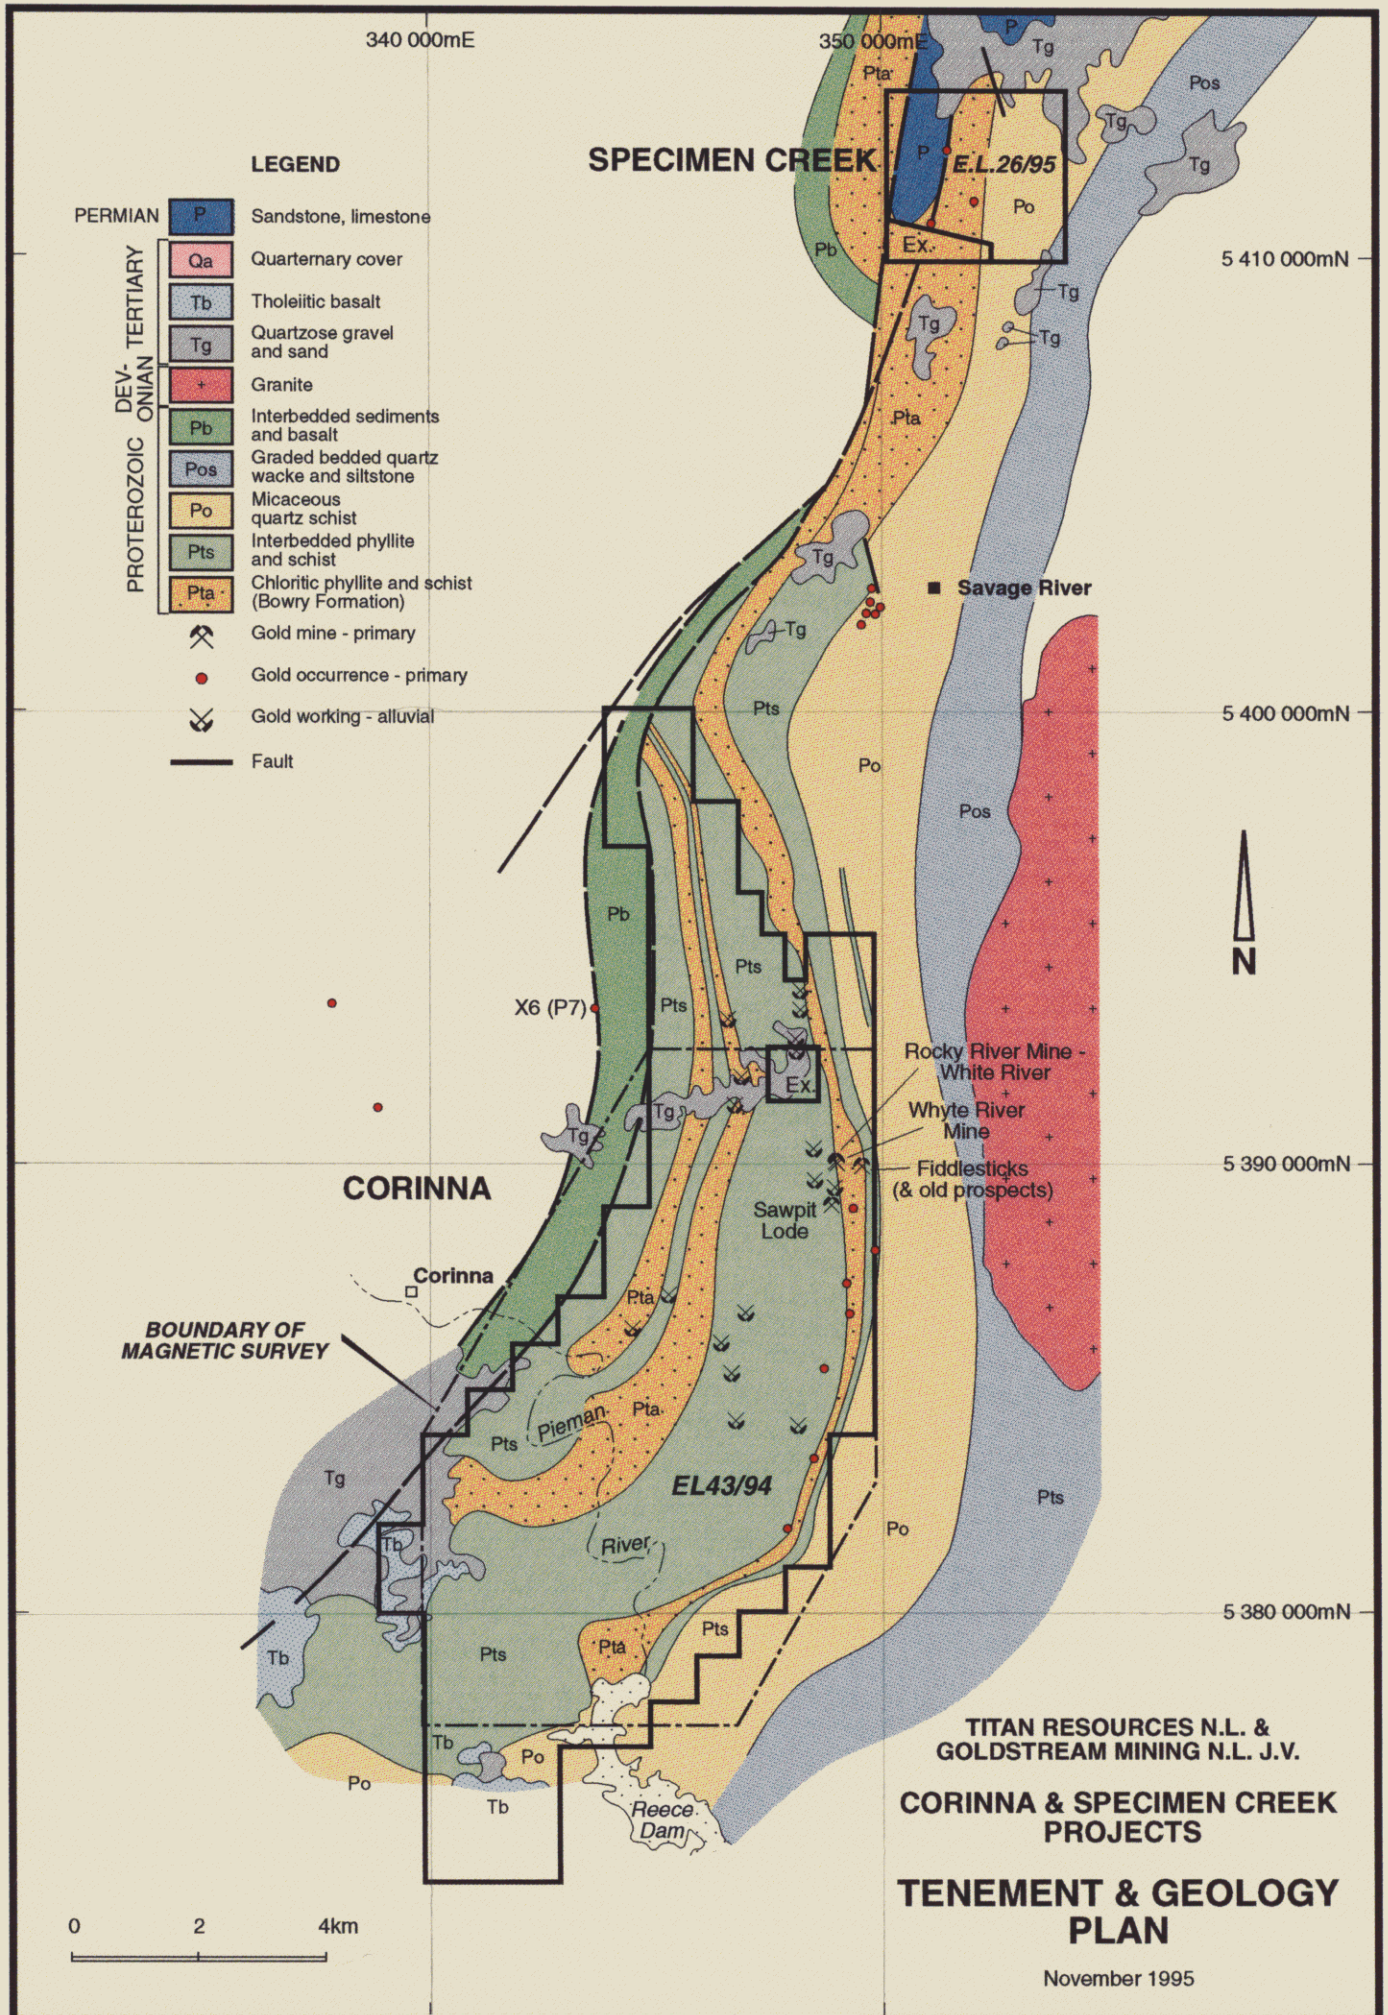 340 000mE
350 000mE
P
Tg
Pta
Pos
Tg
SPECIMEN CREEK
P
E.L.26/95
Tg
Po
Ex.
Pb
5 410 000mN
Tg
Tg
Tg
Pta
LEGEND
PERMIAN
P
Sandstone, limestone
TERTIARY
Qa
Quarternary cover
Tb
Tholeiitic basalt
Tg
Quartzose gravel
and sand
DEV-
ONIAN
+
Granite
PROTEROZOIC
Pb
Interbedded sediments
and basalt
Pos
Graded bedded quartz
wacke and siltstone
Po
Micaceous
quartz schist
Pts
Interbedded phyllite
and schist
Pta
Chloritic phyllite and schist
(Bowry Formation)
Gold mine - primary
Gold occurrence - primary
Gold working - alluvial
Fault
Tg
Savage River
Tg
Pts
5 400 000mN
Po
Pos
Pb
Pts
N
X6 (P7)
Pts
Rocky River Mine -
White River
Ex.
Tg
Whyte River
Mine
Tg
Fiddlesticks
(& old prospects)
5 390 000mN
CORINNA
Sawpit
Lode
Corinna
Pta
BOUNDARY OF
MAGNETIC SURVEY
Pieman
Pta
Pts
Tg
EL43/94
Pts
Po
Tb
River
5 380 000mN
Pts
Pta
Pts
Tb
Tb
Po
Po
Tb
Reece
Dam
TITAN RESOURCES N.L. &
GOLDSTREAM MINING N.L. J.V.
CORINNA & SPECIMEN CREEK
PROJECTS
TENEMENT & GEOLOGY
PLAN
November 1995
0
2
4km